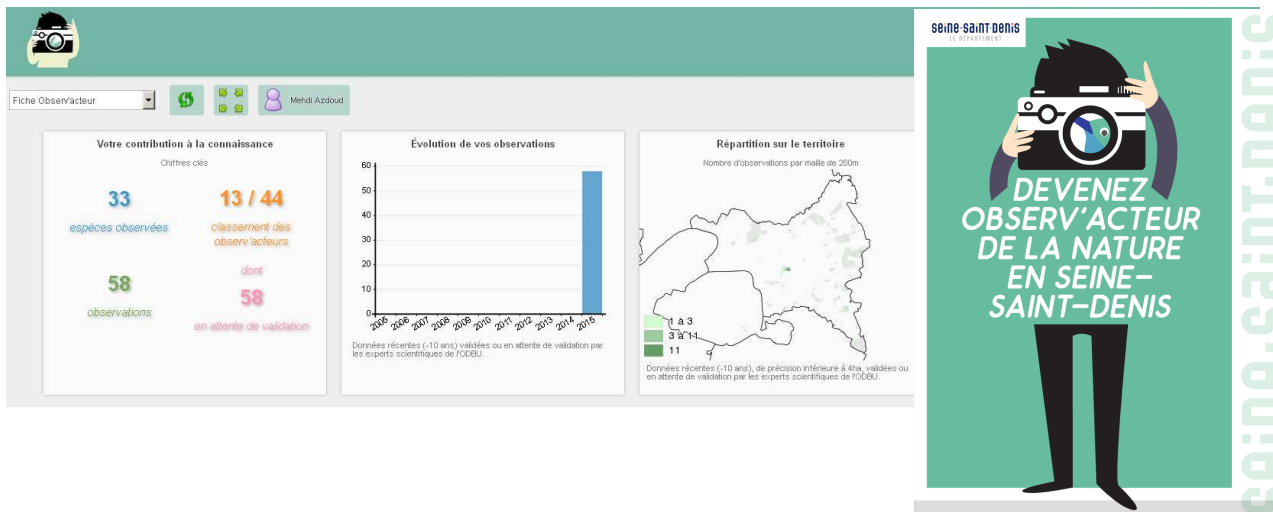 Fiche Observ'acteur
Mehdi Azdoud
Votre contribution à la connaissance
Chiffres clés
33
espèces observées
13 / 44
classement des
observ'acteurs
58
observations
dont
58
en attente de validation
Évolution de vos observations
60
50
40
30
20
10
0
2005 2006 2007 2008 2009 2010 2011 2012 2013 2014 2015
Données récentes (-10 ans) validées ou en attente de validation par
les experts scientifiques de l'ODBU.
Répartition sur le territoire
Nombre d'observations par maille de 200m
1 à 3
3 à 11
11
Données récentes (-10 ans), de précision inférieure à 4ha, validées ou
en attente de validation par les experts scientifiques de l'ODBU.
seine-saint-denis
LE DÉPARTEMENT
DEVENEZ
OBSERV'ACTEUR
DE LA NATURE
EN SEINE–
SAINT–DENIS
seine.saint.denis